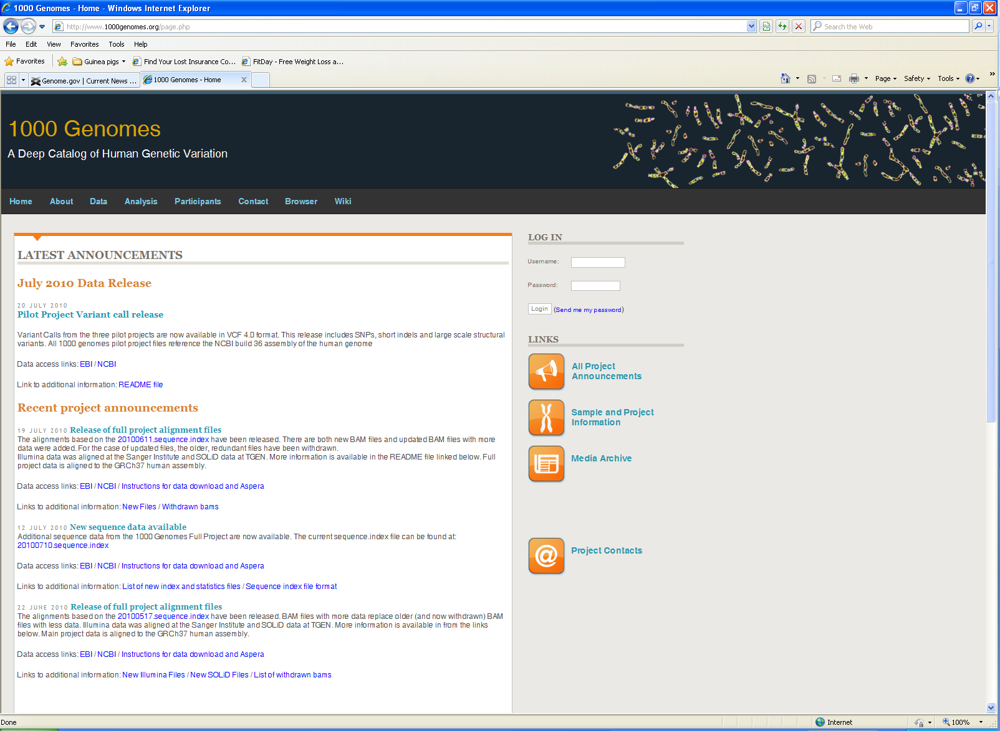 1000 Genomes - Home - Windows Internet Explorer
http://www.1000genomes.org/page.php
Search the Web
File Edit View Favorites Tools Help
Favorites Guinea pigs Find Your Lost Insurance Co... FitDay - Free Weight Loss a...
Genome.gov | Current News ... 1000 Genomes - Home Page Safety Tools
1000 Genomes
A Deep Catalog of Human Genetic Variation
Home About Data Analysis Participants Contact Browser Wiki
LATEST ANNOUNCEMENTS
July 2010 Data Release
20 JULY 2010
Pilot Project Variant call release
Variant Calls from the three pilot projects are now available in VCF 4.0 format. This release includes SNPs, short indels and large scale structural
variants. All 1000 genomes pilot project files reference the NCBI build 36 assembly of the human genome
Data access links: EBI / NCBI
Link to additional information: README file
Recent project announcements
19 JULY 2010 Release of full project alignment files
The alignments based on the 20100611.sequence.index have been released. There are both new BAM files and updated BAM files with more
data were added. For the case of updated files, the older, redundant files have been withdrawn.
Illumina data was aligned at the Sanger Institute and SOLiD data at TGEN. More information is available in the README file linked below. Full
project data is aligned to the GRCh37 human assembly.
Data access links: EBI / NCBI / Instructions for data download and Aspera
Links to additional information: New Files / Withdrawn bams
12 JULY 2010 New sequence data available
Additional sequence data from the 1000 Genomes Full Project are now available. The current sequence.index file can be found at:
20100710.sequence.index
Data access links: EBI / NCBI / Instructions for data download and Aspera
Links to additional information: List of new index and statistics files / Sequence index file format
22 JUNE 2010 Release of full project alignment files
The alignments based on the 20100517.sequence.index have been released. BAM files with more data replace older (and now withdrawn) BAM
files with less data. Illumina data was aligned at the Sanger Institute and SOLiD data at TGEN. More information is available in from the links
below. Main project data is aligned to the GRCh37 human assembly.
Data access links: EBI / NCBI / Instructions for data download and Aspera
Links to additional information: New Illumina Files / New SOLiD Files / List of withdrawn bams
LOG IN
Username:
Password:
Login (Send me my password)
LINKS
All Project
Announcements
Sample and Project
Information
Media Archive
@ Project Contacts
Done Internet 100%